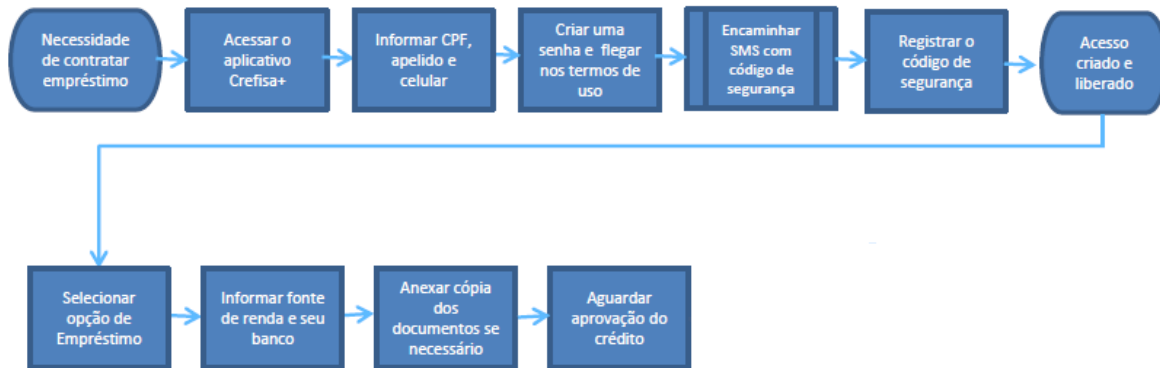 Necessidade
de contratar
empréstimo
Acessar o
aplicativo
Crefisa+
Informar CPF,
apelido e
celular
Criar uma
senha e flegar
nos termos de
uso
Encaminhar
SMS com
código de
segurança
Registrar o
código de
segurança
Acesso
criado e
liberado
Selecionar
opção de
Empréstimo
Informar fonte
de renda e seu
banco
Anexar cópia
dos
documentos se
necessário
Aguardar
aprovação do
crédito